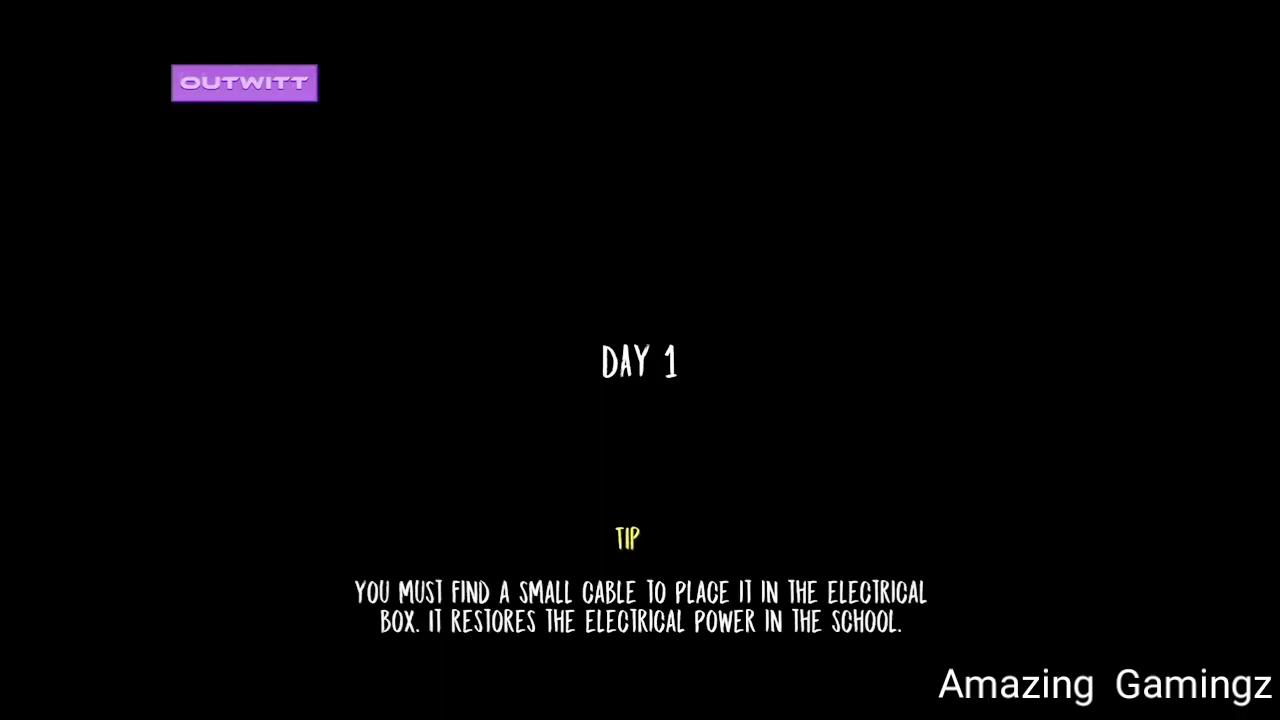 OUTWITT
DAY 1
TIP
YOU MUST FIND A SMALL CABLE TO PLACE IT IN THE ELECTRICAL
BOX. IT RESTORES THE ELECTRICAL POWER IN THE SCHOOL.
Amazing Gamingz